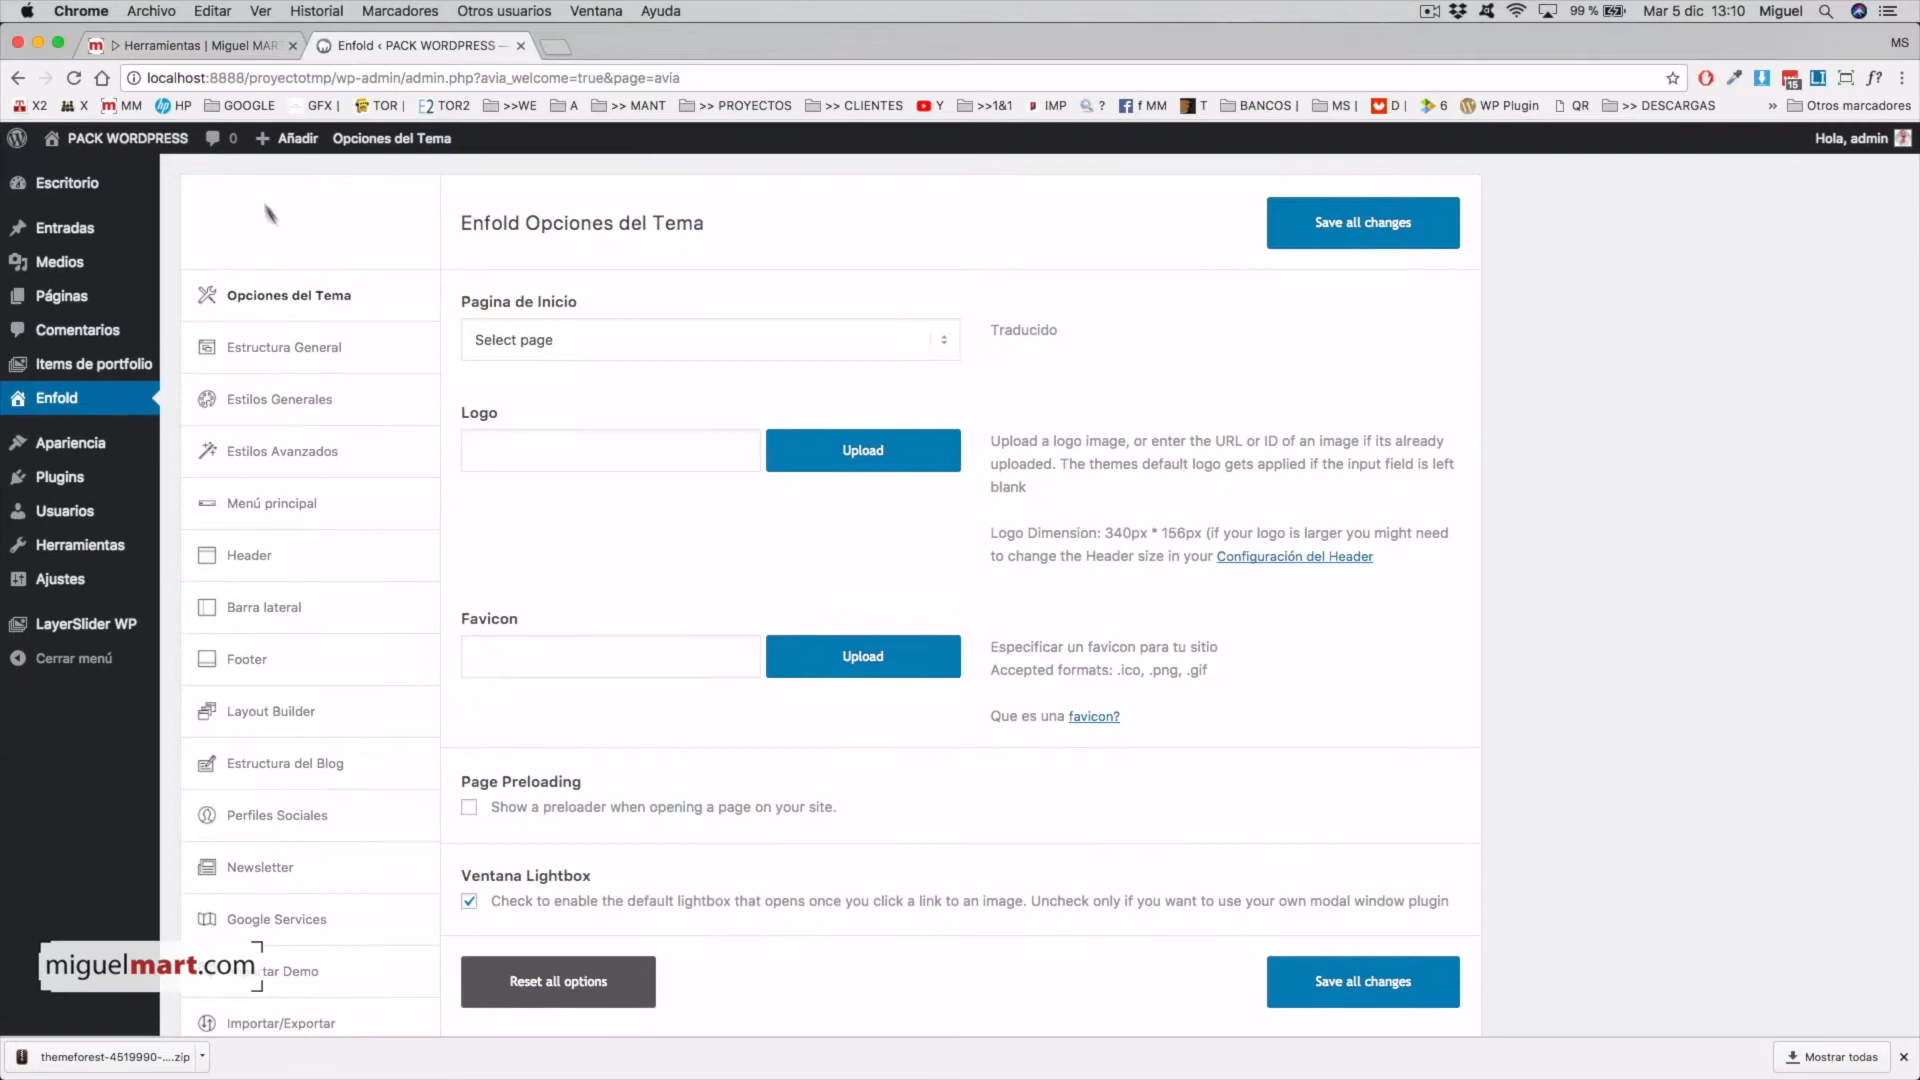 Chrome Archivo Editar Ver Historial Marcadores Otros usuarios Ventana Ayuda 99 % Mar 5 dic 13:10 Miguel
Herramientas | Miguel MAR Enfold ‹ PACK WORDPRESS — MS
localhost:8888/proyectotmp/wp-admin/admin.php?avia_welcome=true&page=avia 15 f?
X2 X MM HP GOOGLE GFX | TOR | TOR2 >>WE A >> MANT >> PROYECTOS >> CLIENTES Y >>1&1 IMP ? f MM T BANCOS | MS | D | 6 WP Plugin QR >> DESCARGAS » Otros marcadores
PACK WORDPRESS 0 Añadir Opciones del Tema Hola, admin
Escritorio
Entradas
Medios
Páginas
Comentarios
Items de portfolio
Enfold
Apariencia
Plugins
Usuarios
Herramientas
Ajustes
LayerSlider WP
Cerrar menú
Opciones del Tema
Estructura General
Estilos Generales
Estilos Avanzados
Menú principal
Header
Barra lateral
Footer
Layout Builder
Estructura del Blog
Perfiles Sociales
Newsletter
Google Services
tar Demo
Importar/Exportar
Enfold Opciones del Tema
Save all changes
Pagina de Inicio
Select page
Traducido
Logo
Upload
Upload a logo image, or enter the URL or ID of an image if its already
uploaded. The themes default logo gets applied if the input field is left
blank
Logo Dimension: 340px * 156px (if your logo is larger you might need
to change the Header size in your Configuración del Header
Favicon
Upload
Especificar un favicon para tu sitio
Accepted formats: .ico, .png, .gif
Que es una favicon?
Page Preloading
Show a preloader when opening a page on your site.
Ventana Lightbox
Check to enable the default lightbox that opens once you click a link to an image. Uncheck only if you want to use your own modal window plugin
Reset all options
Save all changes
miguelmart.com
themeforest-4519990-....zip
Mostrar todas